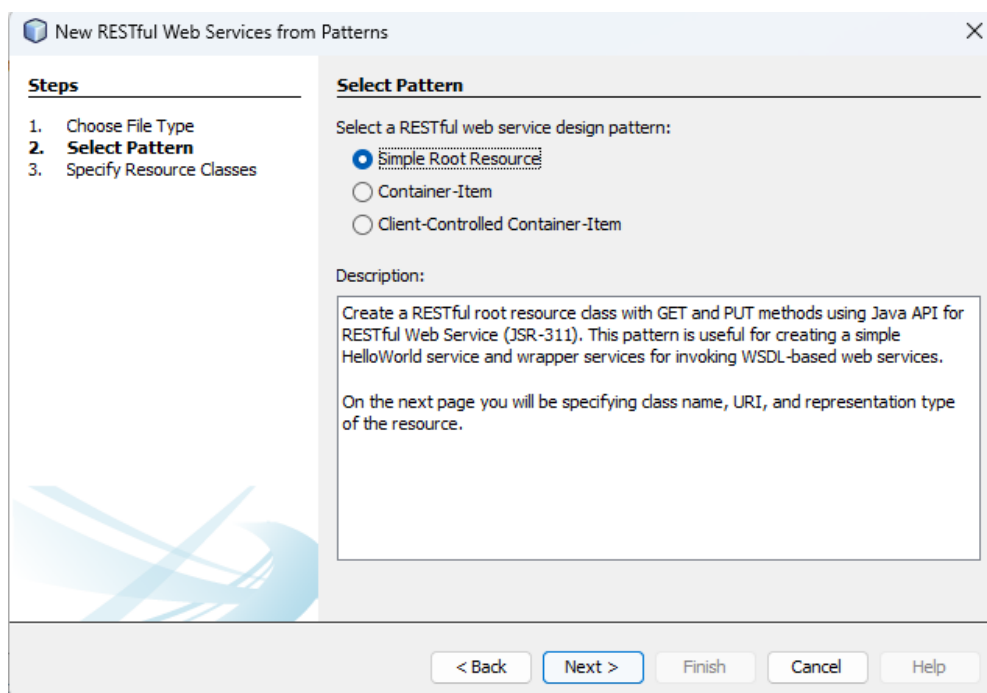 New RESTful Web Services from Patterns
Steps
1. Choose File Type
2. Select Pattern
3. Specify Resource Classes
Select Pattern
Select a RESTful web service design pattern:
Simple Root Resource
Container-Item
Client-Controlled Container-Item
Description:
Create a RESTful root resource class with GET and PUT methods using Java API for
RESTful Web Service (JSR-311). This pattern is useful for creating a simple
HelloWorld service and wrapper services for invoking WSDL-based web services.
On the next page you will be specifying class name, URI, and representation type
of the resource.
< Back Next > Finish Cancel Help